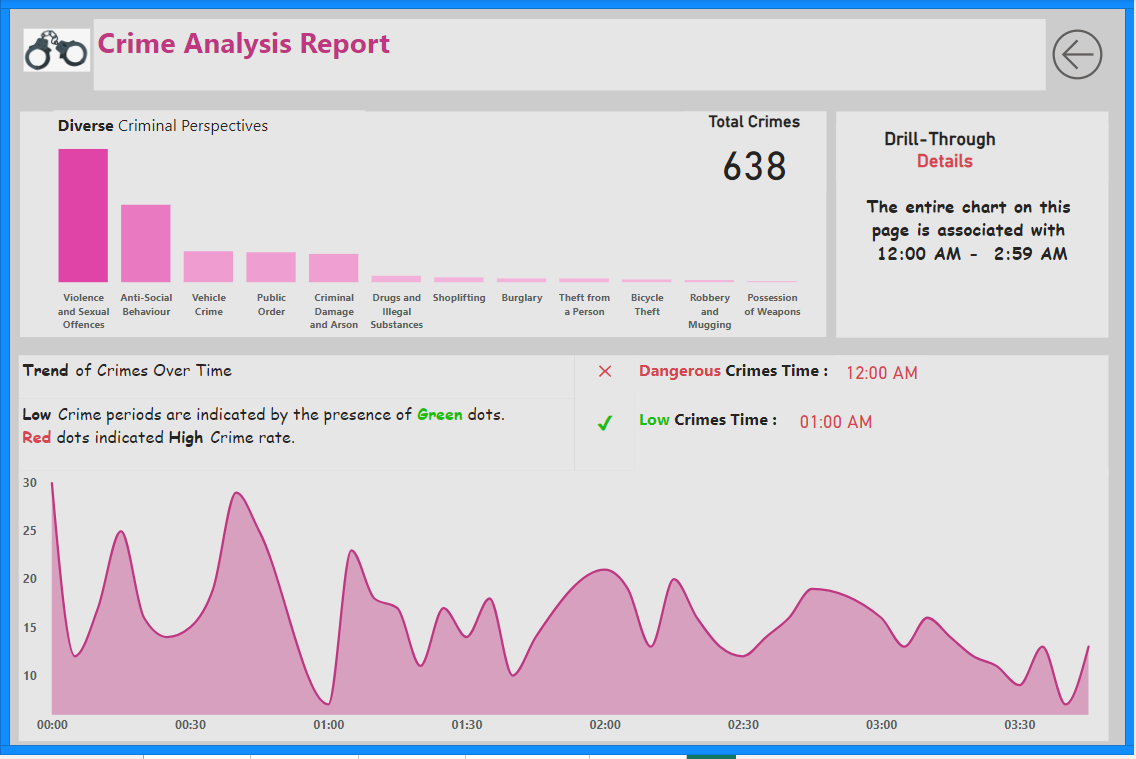 Crime Analysis Report
Diverse Criminal Perspectives
Total Crimes
638
Violence
and Sexual
Offences
Anti-Social
Behaviour
Vehicle
Crime
Public
Order
Criminal
Damage
and Arson
Drugs and
Illegal
Substances
Shoplifting
Burglary
Theft from
a Person
Bicycle
Theft
Robbery
and
Mugging
Possession
of Weapons
Drill-Through
Details
The entire chart on this
page is associated with
12:00 AM - 2:59 AM
Trend of Crimes Over Time
Low Crime periods are indicated by the presence of Green dots.
Red dots indicated High Crime rate.
Dangerous Crimes Time : 12:00 AM
Low Crimes Time : 01:00 AM
30
25
20
15
10
00:00 00:30 01:00 01:30 02:00 02:30 03:00 03:30